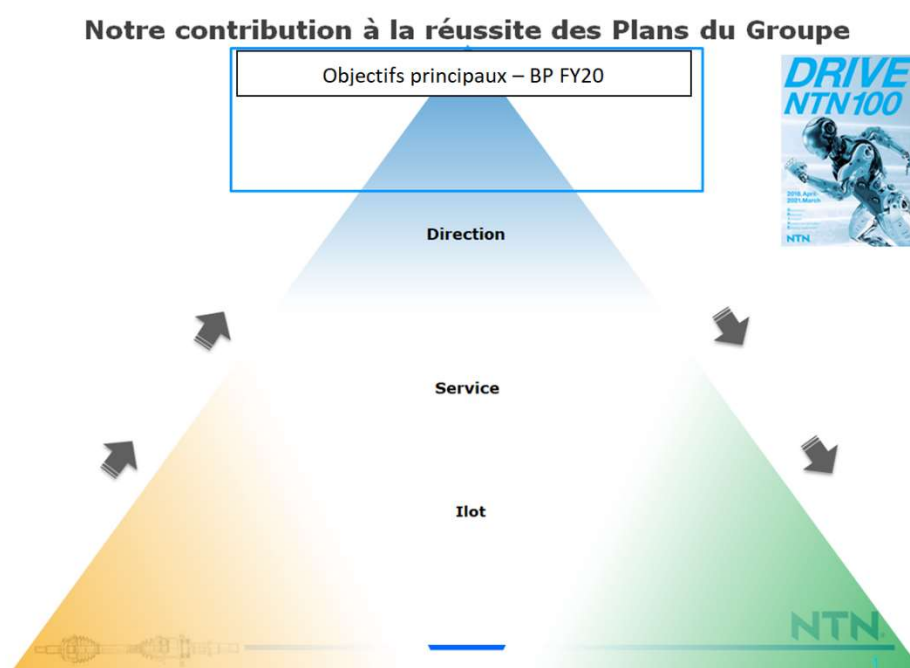 Notre contribution à la réussite des Plans du Groupe
Objectifs principaux – BP FY20
DRIVE
NTN100
2018.April-
2021.March
NTN
Direction
Service
Ilot
NTN